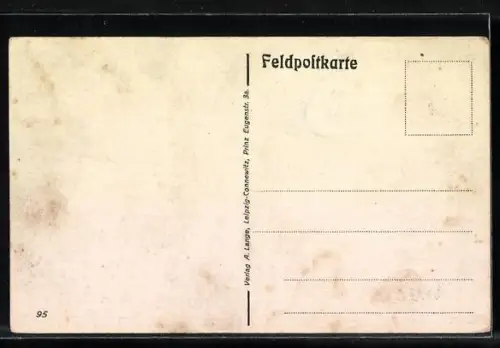 Feldpostkarte
Verlag A. Lange, Leipzig-Connewitz, Prinz Eugenstr. 3a.
95